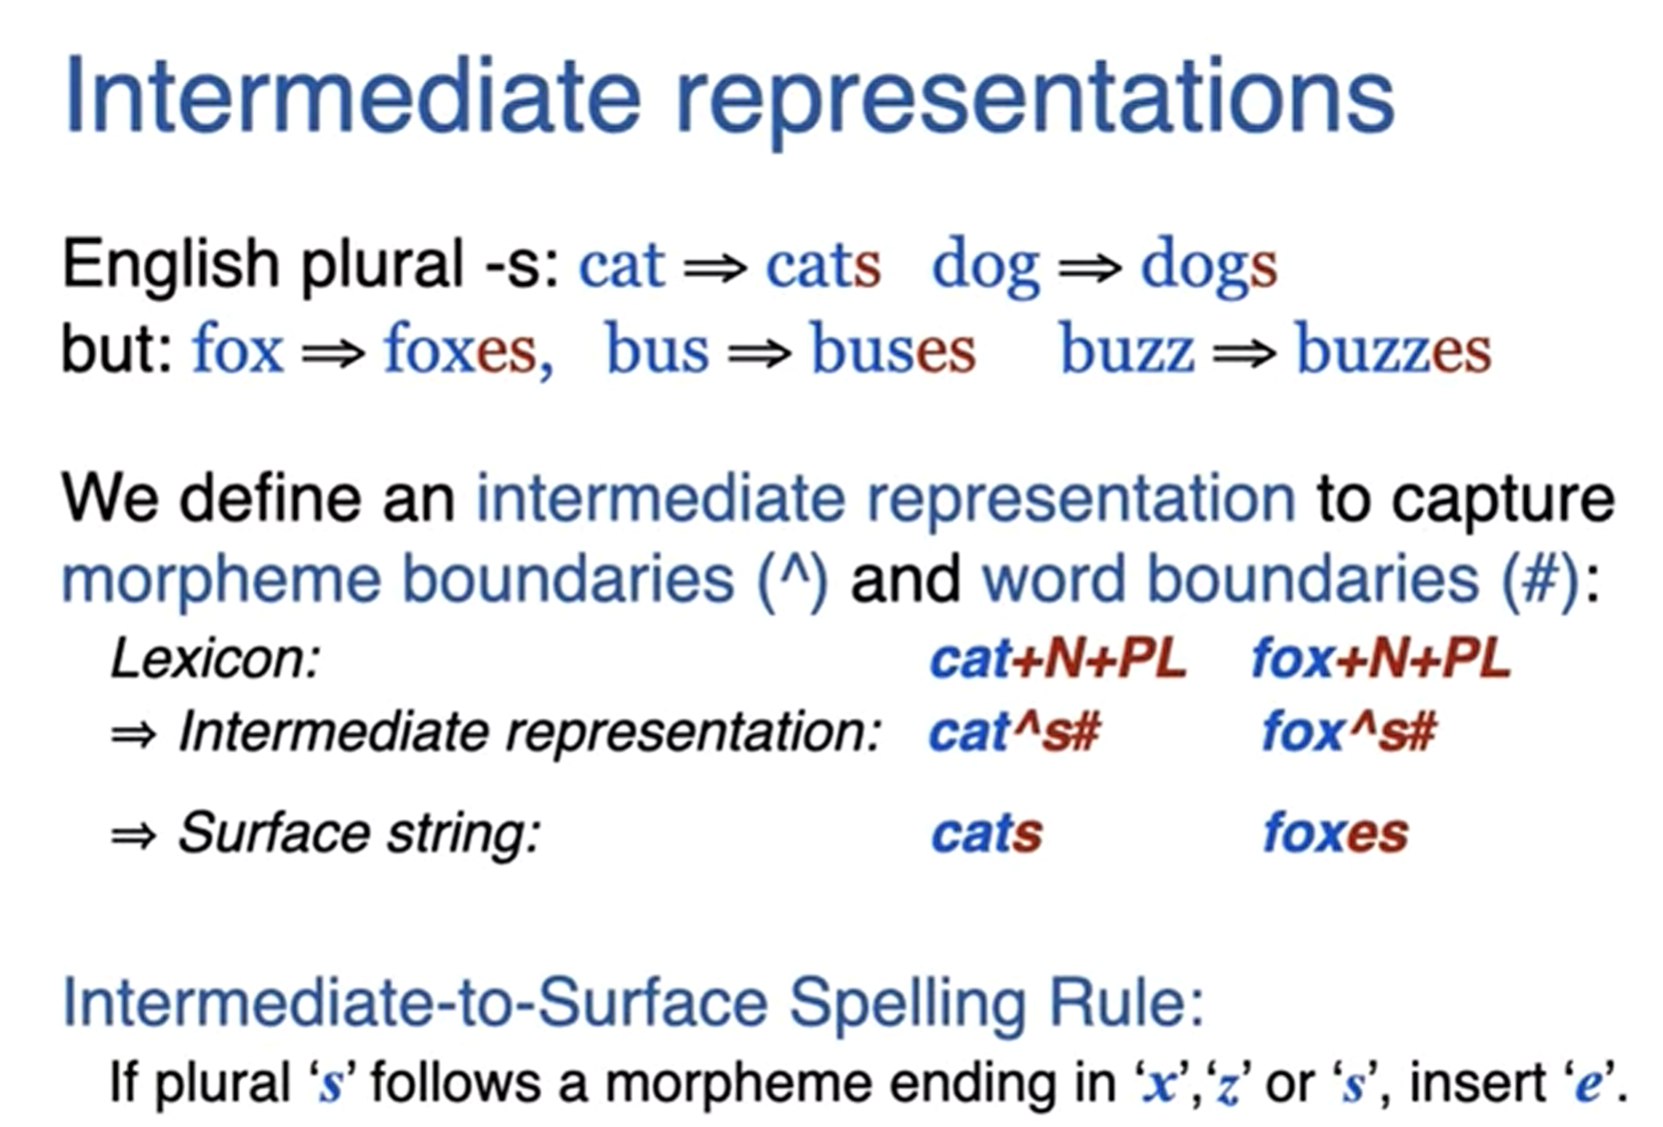 Intermediate representations
English plural -s: cat ⇒ cats dog ⇒ dogs
but: fox ⇒ foxes, bus ⇒ buses buzz ⇒ buzzes
We define an intermediate representation to capture
morpheme boundaries (^) and word boundaries (#):
Lexicon: cat+N+PL fox+N+PL
⇒ Intermediate representation: cat^s# fox^s#
⇒ Surface string: cats foxes
Intermediate-to-Surface Spelling Rule:
If plural ‘s’ follows a morpheme ending in ‘x’,‘z’ or ‘s’, insert ‘e’.